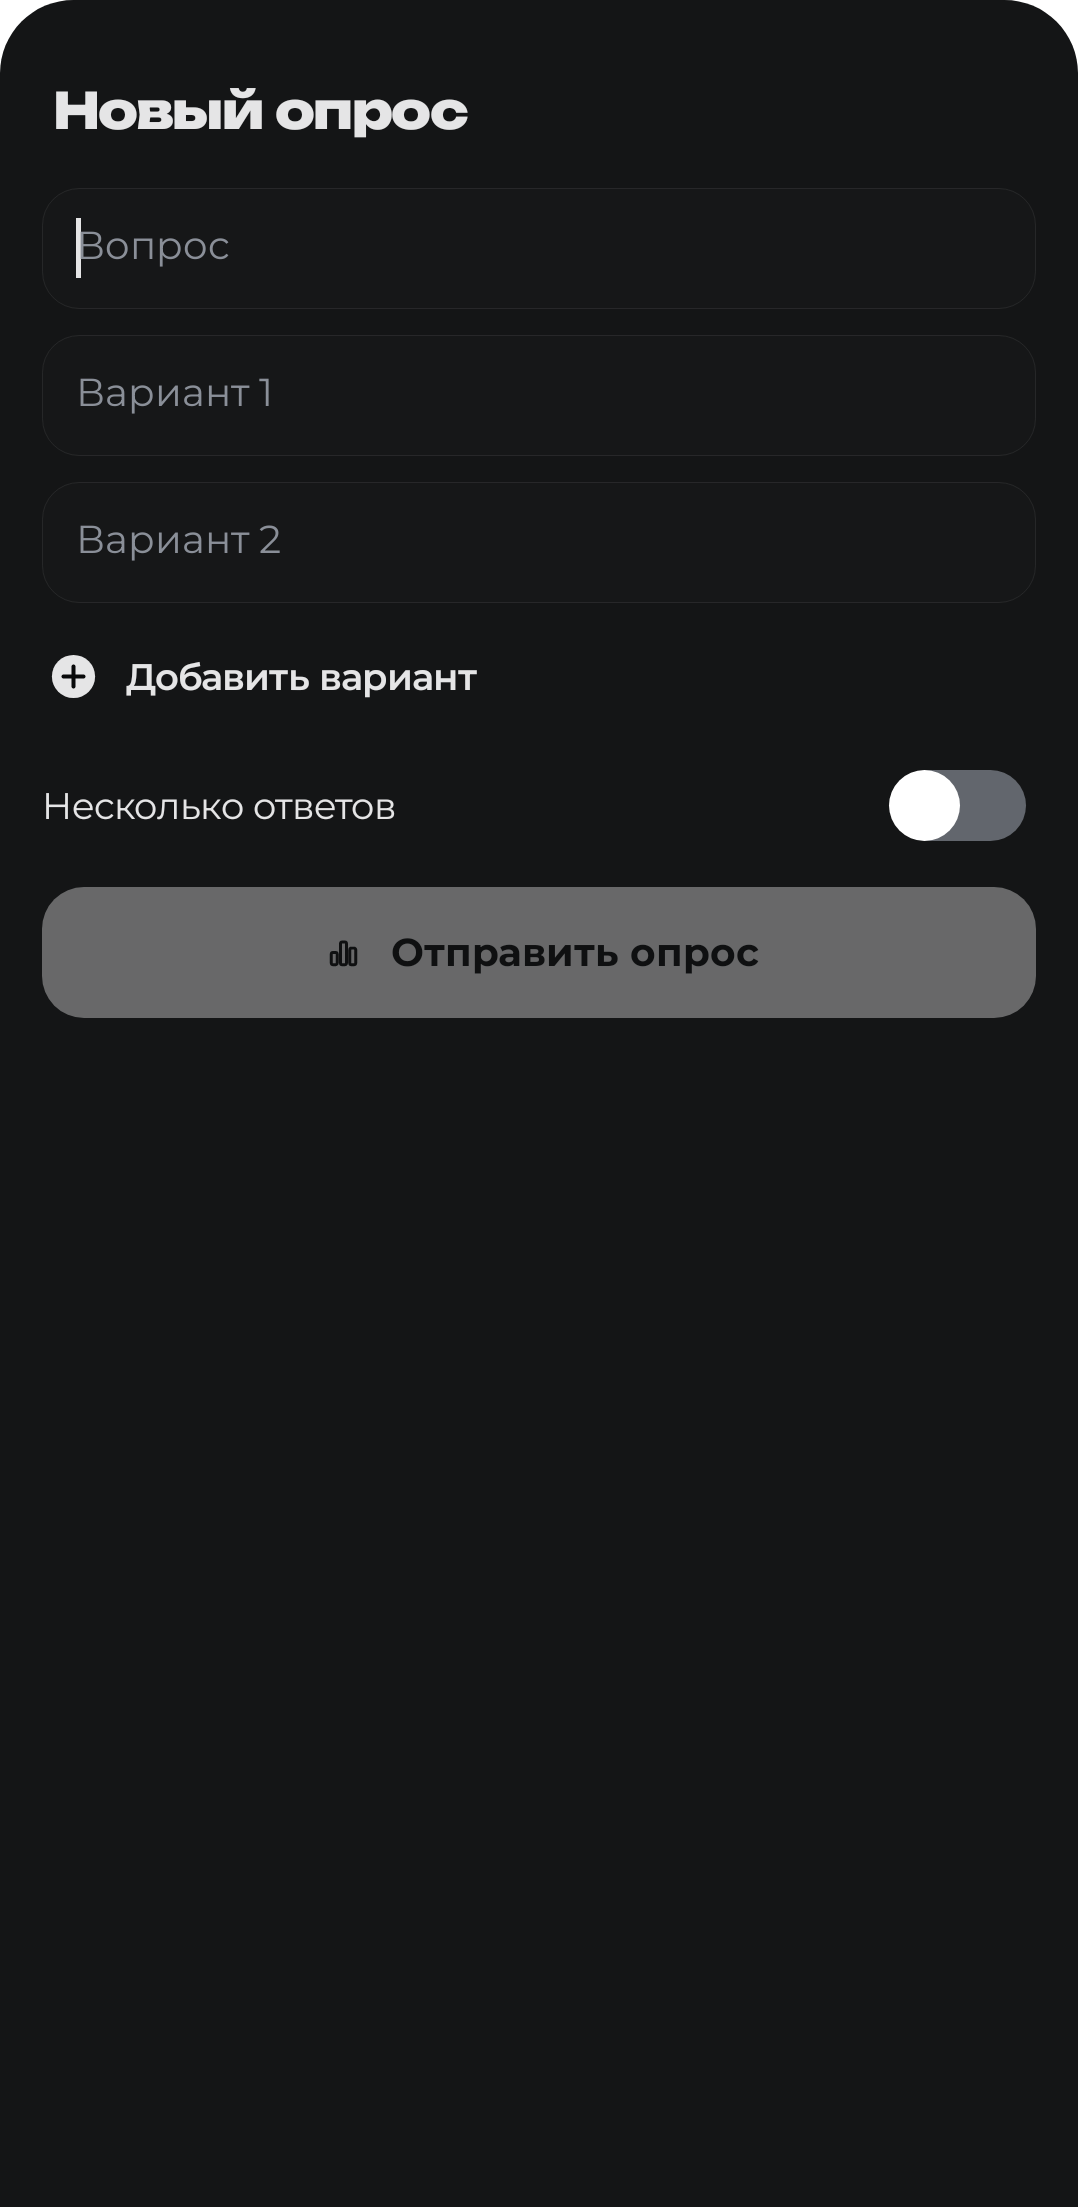 Новый опрос
Вопрос
Вариант 1
Вариант 2
Добавить вариант
Несколько ответов
Отправить опрос